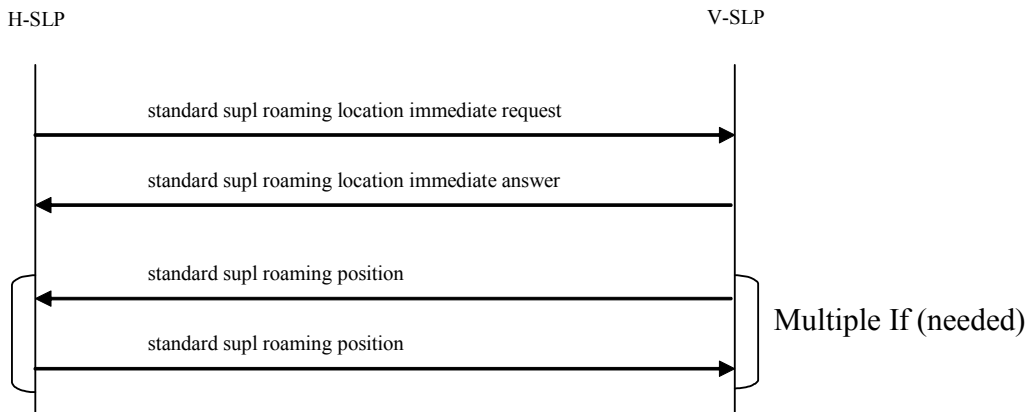 H-SLP
V-SLP
standard supl roaming location immediate request
standard supl roaming location immediate answer
standard supl roaming position
Multiple If (needed)
standard supl roaming position